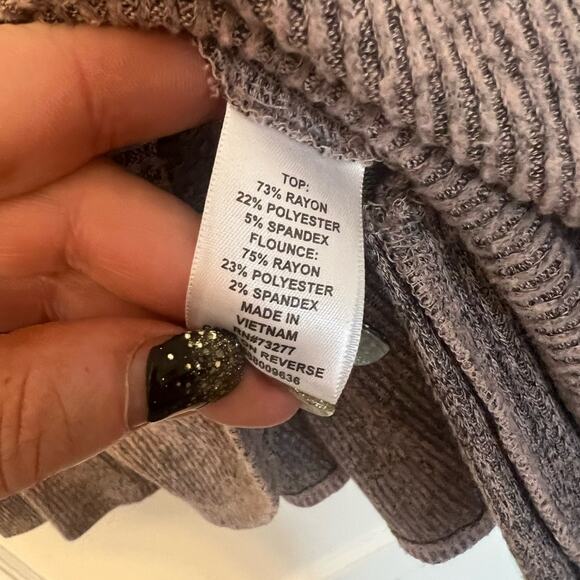 TOP:
73% RAYON
22% POLYESTER
5% SPANDEX
FLOUNCE:
75% RAYON
23% POLYESTER
2% SPANDEX
MADE IN
VIETNAM
RN#73277
REVERSE